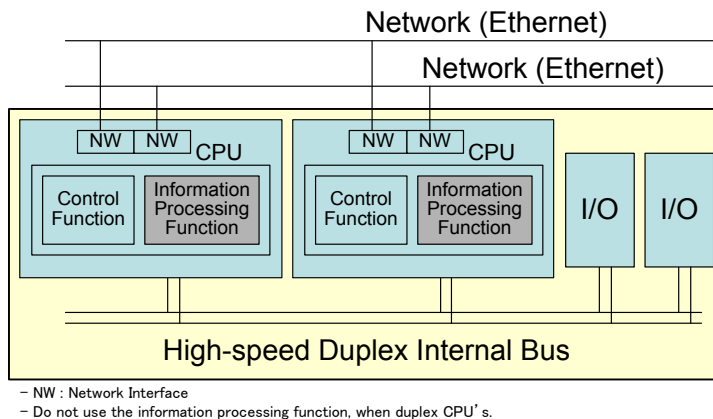 Network (Ethernet)
Network (Ethernet)
NW NW CPU
Control
Function
Information
Processing
Function
NW NW CPU
Control
Function
Information
Processing
Function
I/O
I/O
High-speed Duplex Internal Bus
- NW : Network Interface
- Do not use the information processing function, when duplex CPU's.